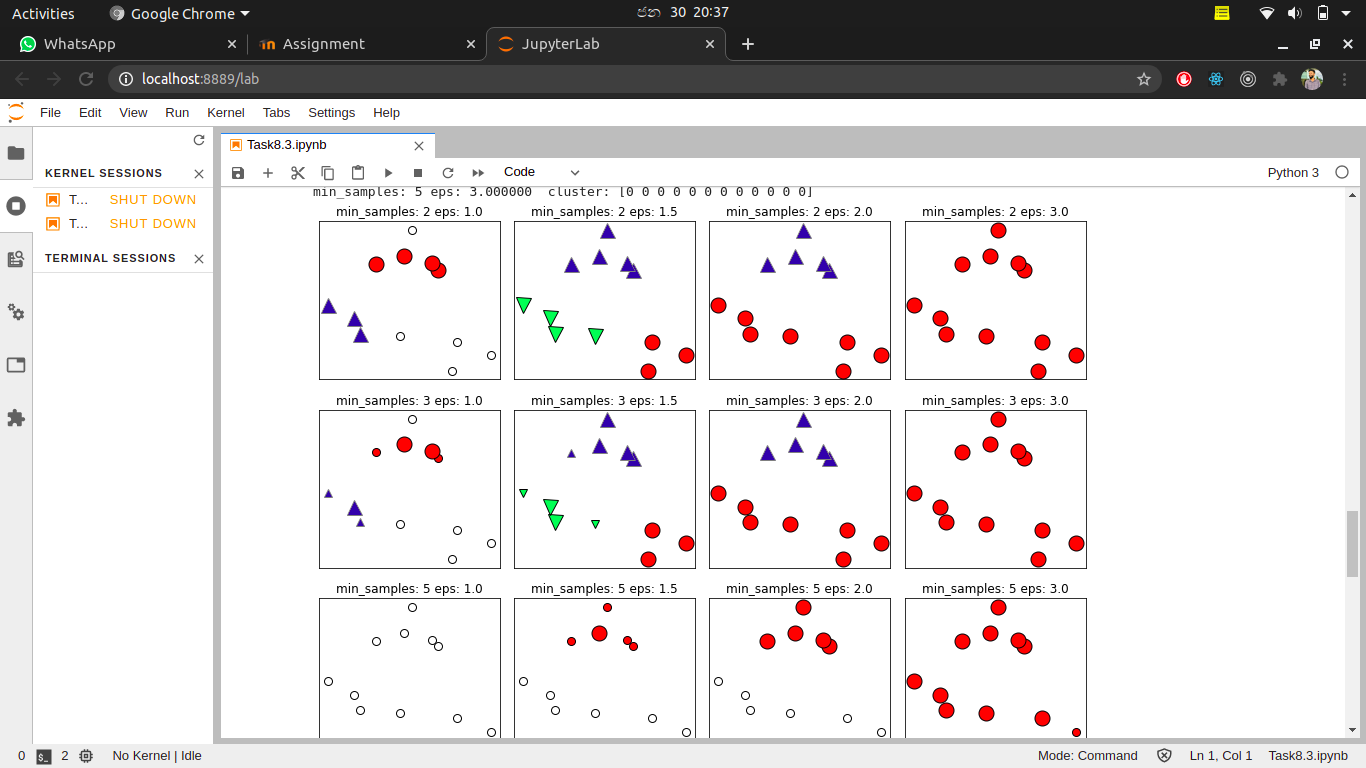 Activities
Google Chrome
ජන 30 20:37
WhatsApp
Assignment
JupyterLab
localhost:8889/lab
File Edit View Run Kernel Tabs Settings Help
Task8.3.ipynb
KERNEL SESSIONS
T... SHUT DOWN
T... SHUT DOWN
TERMINAL SESSIONS
Code
Python 3
min_samples: 5 eps: 3.000000 cluster: [0 0 0 0 0 0 0 0 0 0 0 0]
min_samples: 2 eps: 1.0
min_samples: 2 eps: 1.5
min_samples: 2 eps: 2.0
min_samples: 2 eps: 3.0
min_samples: 3 eps: 1.0
min_samples: 3 eps: 1.5
min_samples: 3 eps: 2.0
min_samples: 3 eps: 3.0
min_samples: 5 eps: 1.0
min_samples: 5 eps: 1.5
min_samples: 5 eps: 2.0
min_samples: 5 eps: 3.0
0
2
No Kernel | Idle
Mode: Command
Ln 1, Col 1
Task8.3.ipynb